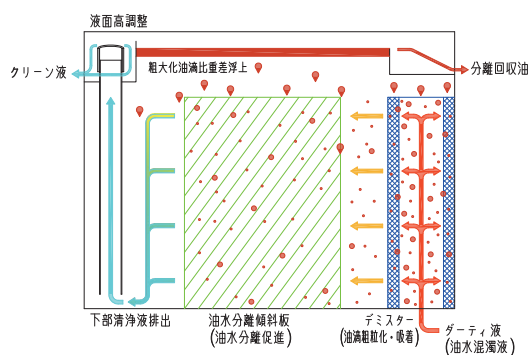 液面高調整
クリーン液
粗大化油滴比重差浮上
分離回収油
下部清浄液排出
油水分離傾斜板
(油水分離促進)
デミスター
(油滴粗粒化・吸着)
ダーティ液
(油水混濁液)